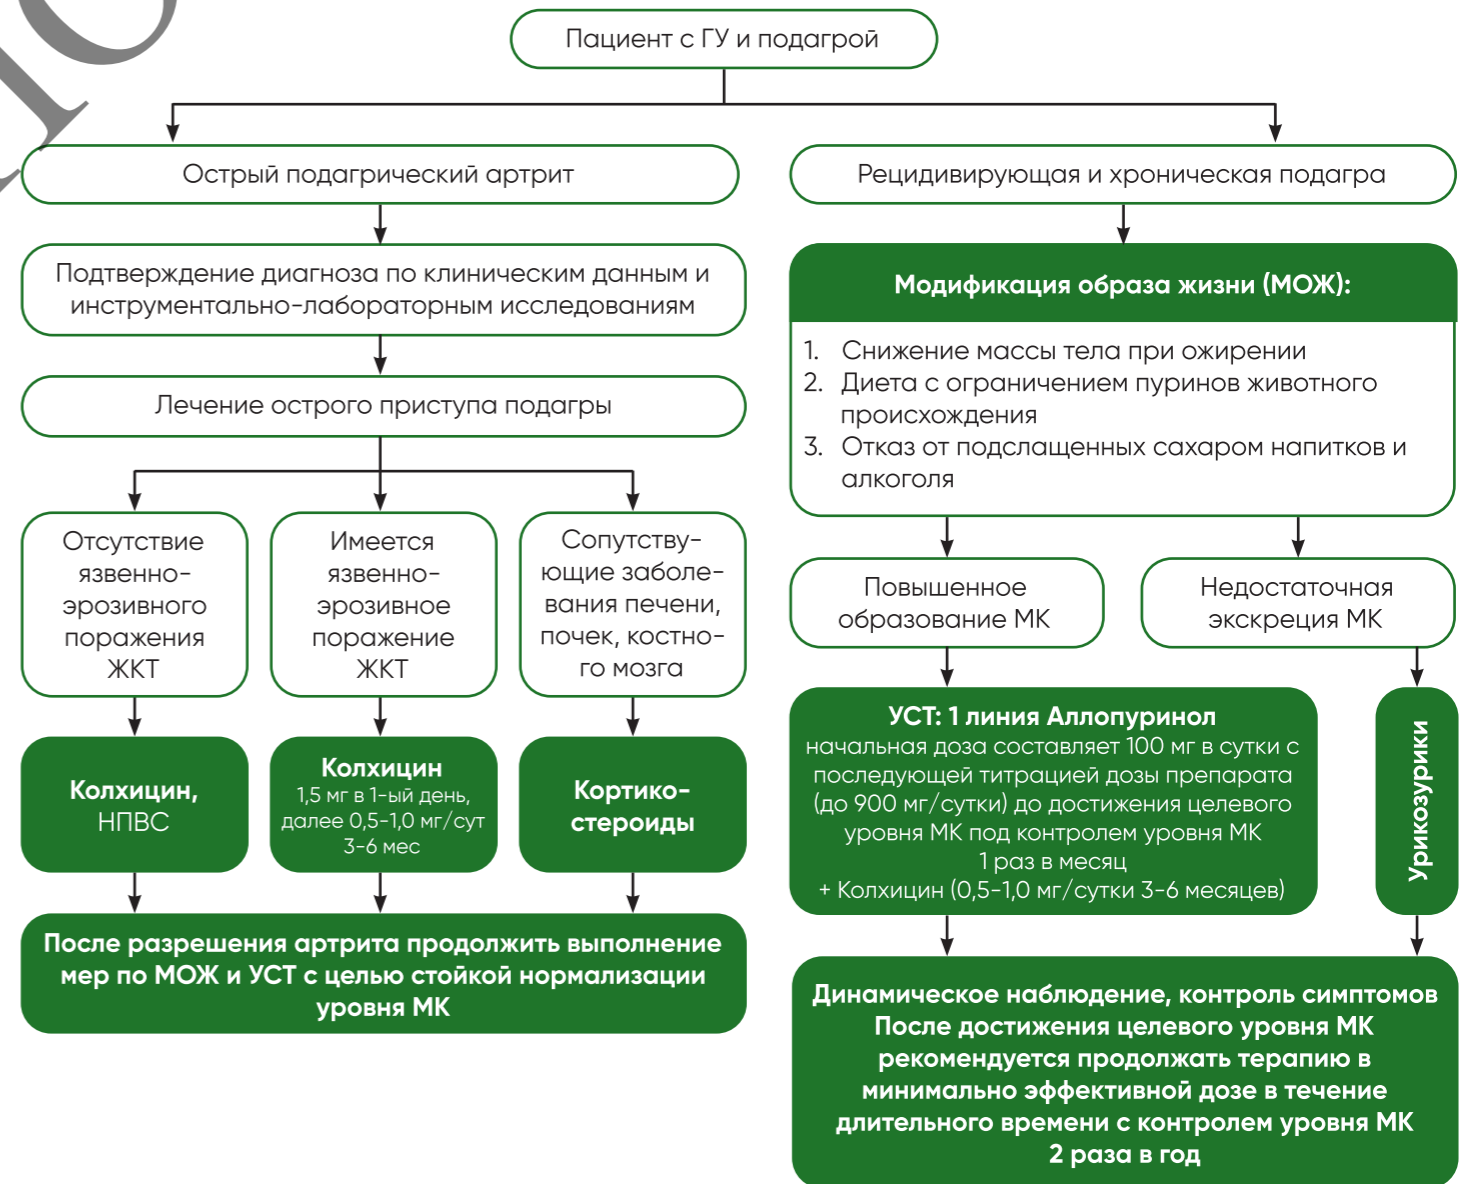 Пациент с ГУ и подагрой
Острый подагрический артрит
Подтверждение диагноза по клиническим данным и
инструментально-лабораторным исследованиям
Лечение острого приступа подагры
Отсутствие
язвенно-
эрозивного
поражения
ЖКТ
Имеется
язвенно-
эрозивное
поражение
ЖКТ
Сопутству-
ющие заболе-
вания печени,
почек, костно-
го мозга
Колхицин,
НПВС
Колхицин
1,5 мг в 1-ый день,
далее 0,5-1,0 мг/сут
3-6 мес
Кортико-
стероиды
После разрешения артрита продолжить выполнение
мер по МОЖ и УСТ с целью стойкой нормализации
уровня МК
Рецидивирующая и хроническая подагра
Модификация образа жизни (МОЖ):
1. Снижение массы тела при ожирении
2. Диета с ограничением пуринов животного
происхождения
3. Отказ от подслащенных сахаром напитков и
алкоголя
Повышенное
образование МК
Недостаточная
экскреция МК
УСТ: 1 линия Аллопуринол
начальная доза составляет 100 мг в сутки с
последующей титрацией дозы препарата
(до 900 мг/сутки) до достижения целевого
уровня МК под контролем уровня МК
1 раз в месяц
+ Колхицин (0,5-1,0 мг/сутки 3-6 месяцев)
Урикозурики
Динамическое наблюдение, контроль симптомов
После достижения целевого уровня МК
рекомендуется продолжать терапию в
минимально эффективной дозе в течение
длительного времени с контролем уровня МК
2 раза в год